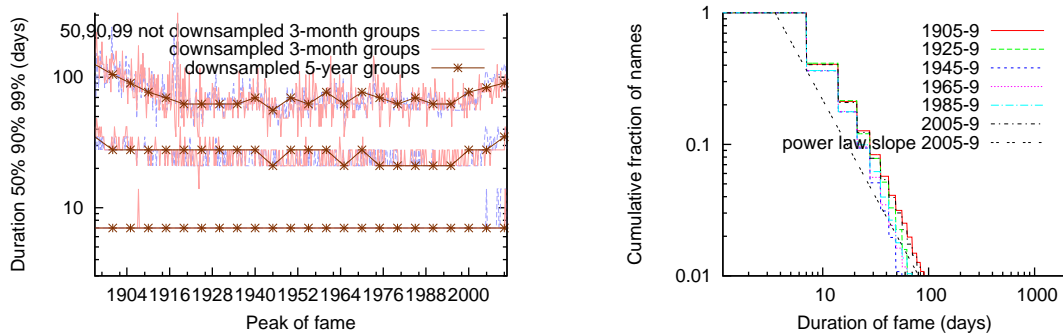 50,90,99 not downsampled 3-month groups
downsampled 3-month groups
downsampled 5-year groups
Duration 50% 90% 99% (days)
100
10
1904 1916 1928 1940 1952 1964 1976 1988 2000
Peak of fame
1905-9
1925-9
1945-9
1965-9
1985-9
2005-9
power law slope 2005-9
Cumulative fraction of names
1
0.1
0.01
10 100 1000
Duration of fame (days)